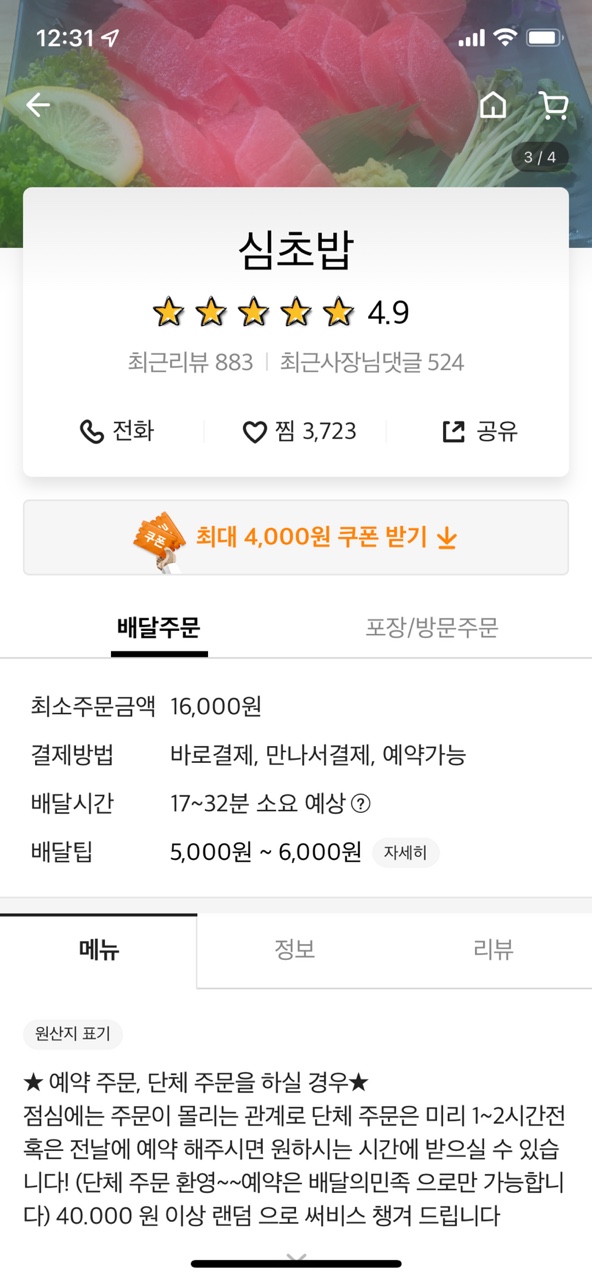 12:31
3 / 4
심초밥
4.9
최근리뷰 883 | 최근사장님댓글 524
전화 찜 3,723 공유
쿠폰 최대 4,000원 쿠폰 받기
배달주문 포장/방문주문
최소주문금액 16,000원
결제방법 바로결제, 만나서결제, 예약가능
배달시간 17~32분 소요 예상 ?
배달팁 5,000원 ~ 6,000원 자세히
메뉴 정보 리뷰
원산지 표기
★ 예약 주문, 단체 주문을 하실 경우★
점심에는 주문이 몰리는 관계로 단체 주문은 미리 1~2시간전
혹은 전날에 예약 해주시면 원하시는 시간에 받으실 수 있습
니다! (단체 주문 환영~~예약은 배달의민족 으로만 가능합니
다) 40.000 원 이상 랜덤 으로 써비스 챙겨 드립니다